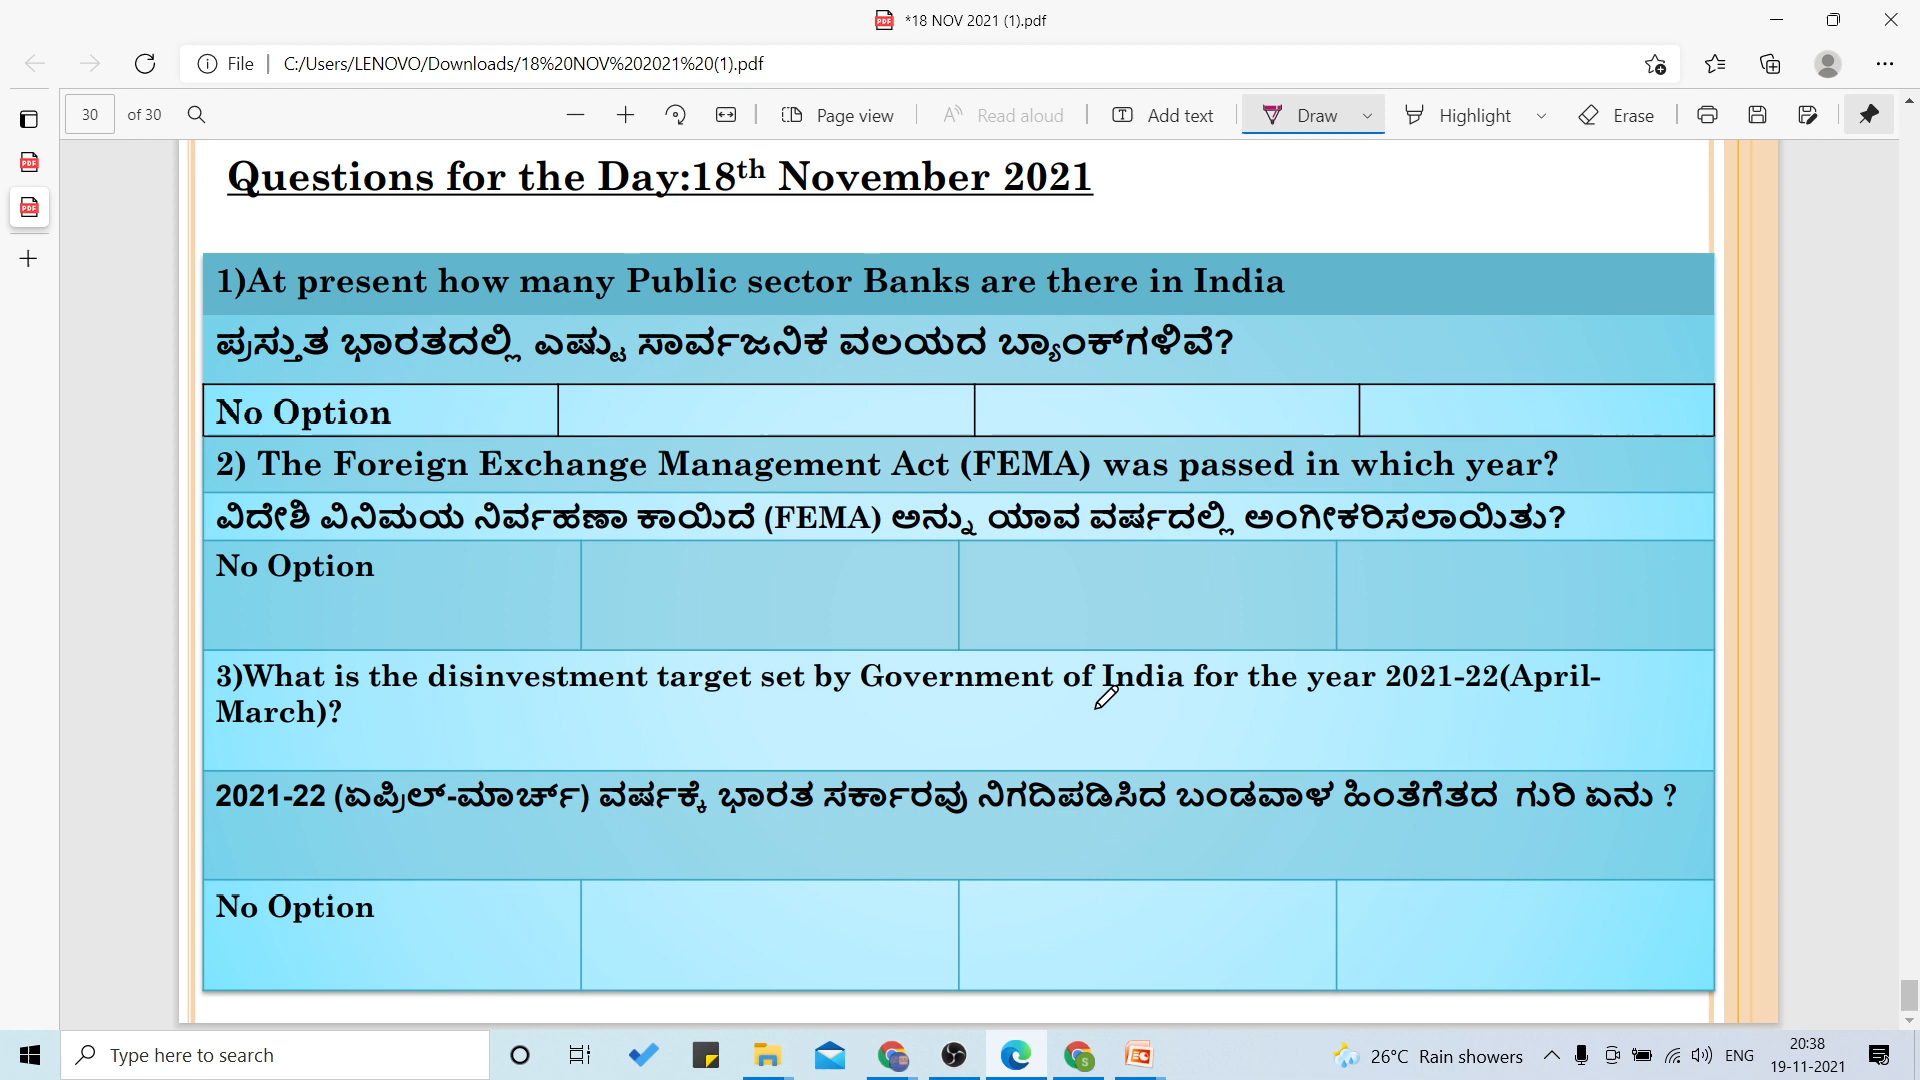 *18 NOV 2021 (1).pdf
File | C:/Users/LENOVO/Downloads/18%20NOV%202021%20(1).pdf
30 of 30 Page view Read aloud Add text Draw Highlight Erase
Questions for the Day:18th November 2021
1)At present how many Public sector Banks are there in India
ಪ್ರಸ್ತುತ ಭಾರತದಲ್ಲಿ ಎಷ್ಟು ಸಾರ್ವಜನಿಕ ವಲಯದ ಬ್ಯಾಂಕ್‌ಗಳಿವೆ?
No Option
2) The Foreign Exchange Management Act (FEMA) was passed in which year?
ವಿದೇಶಿ ವಿನಿಮಯ ನಿರ್ವಹಣಾ ಕಾಯಿದೆ (FEMA) ಅನ್ನು ಯಾವ ವರ್ಷದಲ್ಲಿ ಅಂಗೀಕರಿಸಲಾಯಿತು?
No Option
3)What is the disinvestment target set by Government of India for the year 2021-22(April-
March)?
2021-22 (ಏಪ್ರಿಲ್-ಮಾರ್ಚ್) ವರ್ಷಕ್ಕೆ ಭಾರತ ಸರ್ಕಾರವು ನಿಗದಿಪಡಿಸಿದ ಬಂಡವಾಳ ಹಿಂತೆಗೆತದ ಗುರಿ ಏನು ?
No Option
Type here to search 26°C Rain showers ENG 20:38
19-11-2021